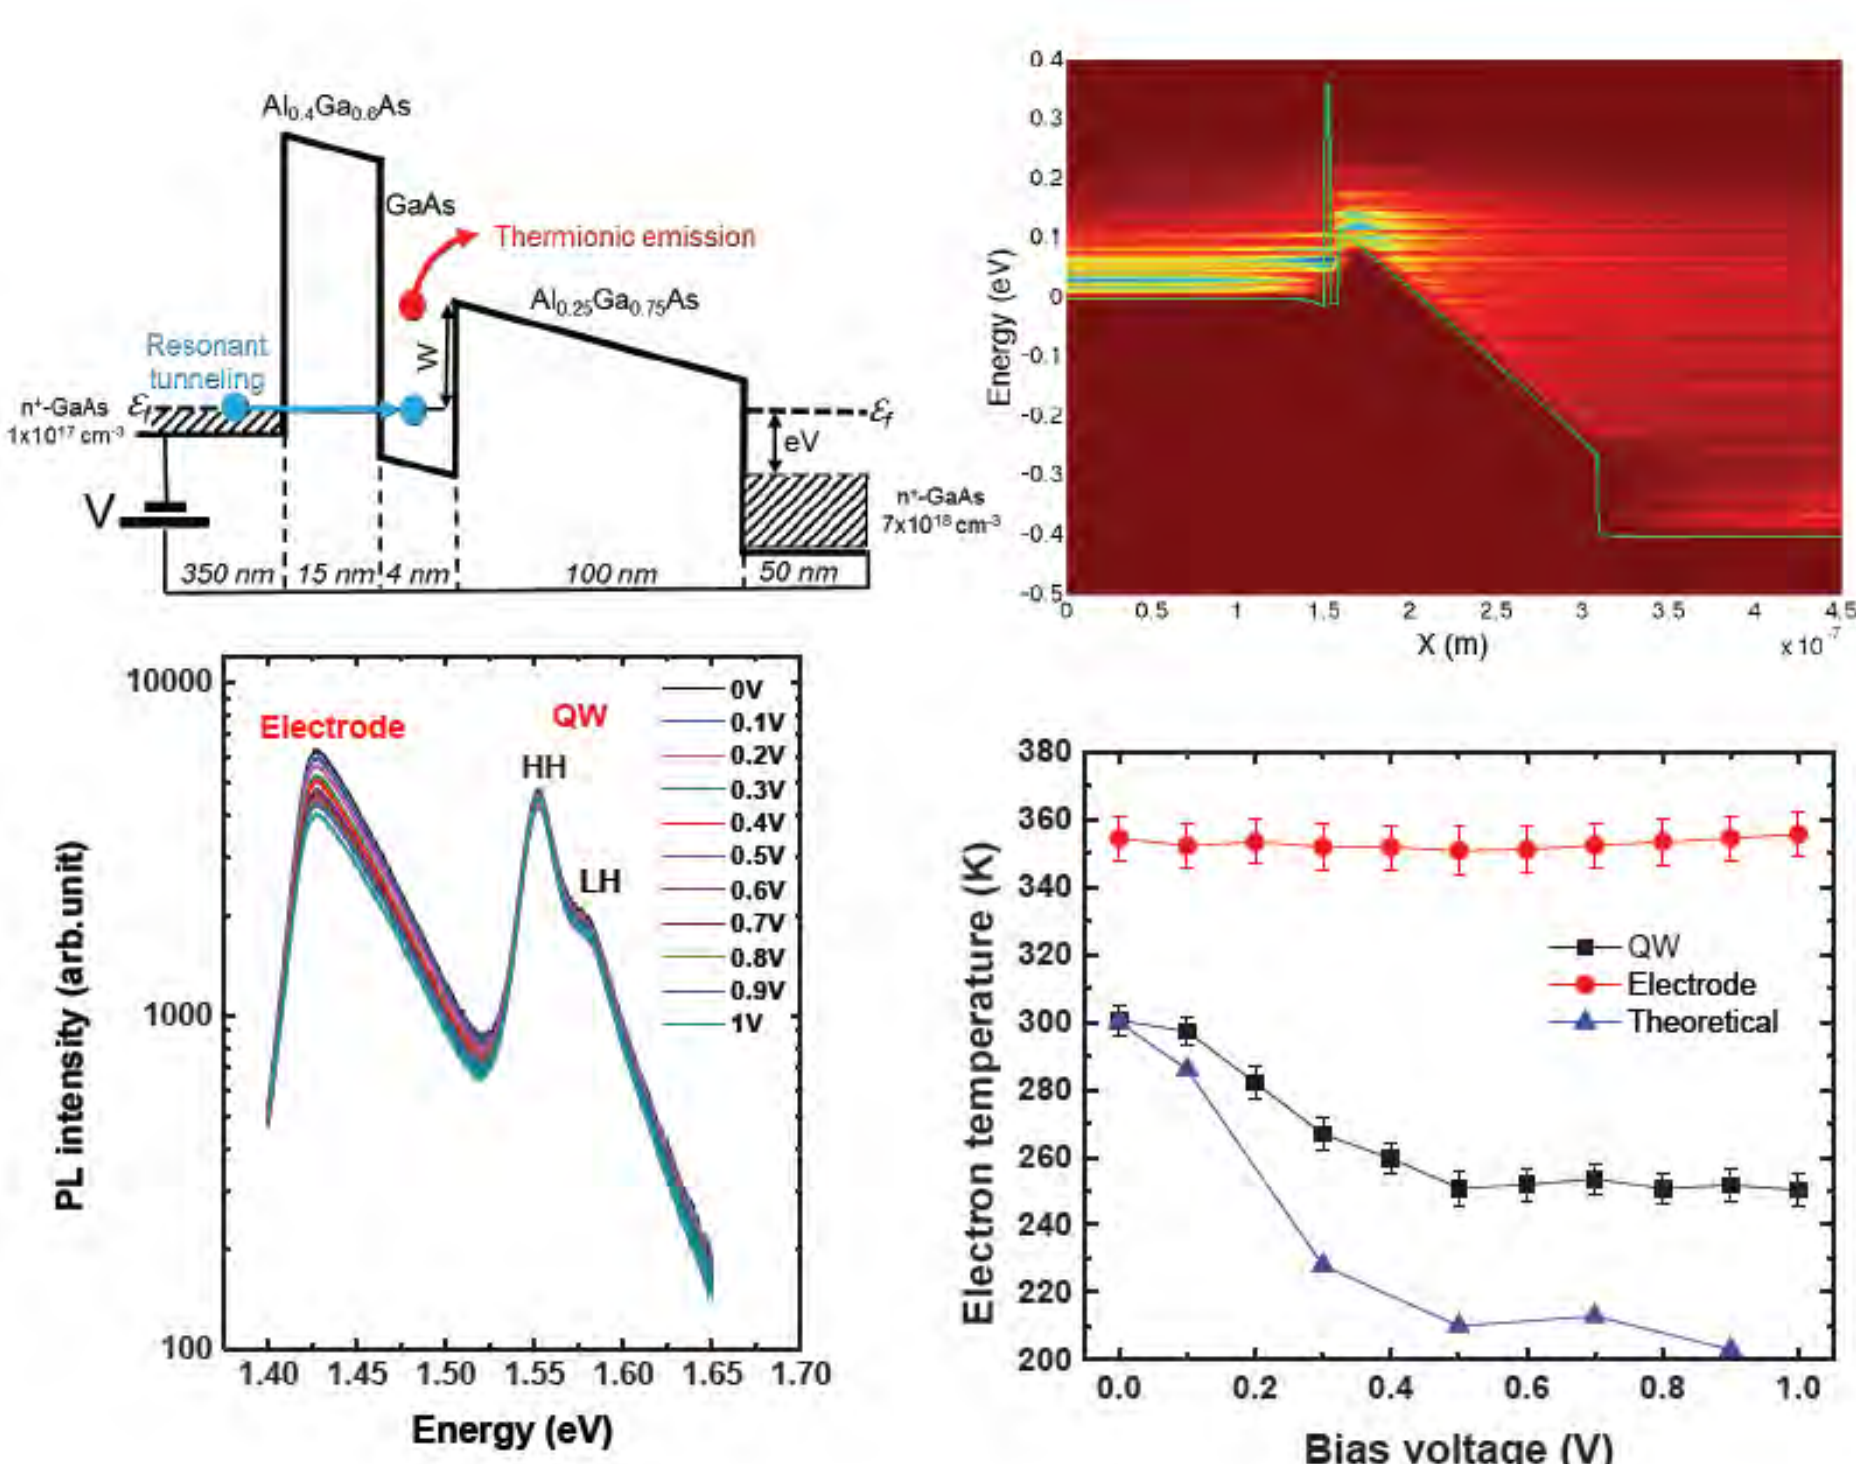 Al0.4Ga0.6As
GaAs
Thermionic emission
Al0.25Ga0.75As
W
Resonant
tunneling
n+-GaAs
1x10^17 cm-3
εf
εf
eV
n+-GaAs
7x10^18 cm-3
V
350 nm 15 nm 4 nm 100 nm 50 nm
Energy (eV)
0.4
0.3
0.2
0.1
0
-0.1
-0.2
-0.3
-0.4
-0.5
0 0.5 1 1.5 2 2.5 3 3.5 4 4.5
X (m)
x 10^-7
PL intensity (arb.unit)
10000
1000
100
Electrode
QW
HH
LH
0V
0.1V
0.2V
0.3V
0.4V
0.5V
0.6V
0.7V
0.8V
0.9V
1V
1.40 1.45 1.50 1.55 1.60 1.65 1.70
Energy (eV)
Electron temperature (K)
380
360
340
320
300
280
260
240
220
200
QW
Electrode
Theoretical
0.0 0.2 0.4 0.6 0.8 1.0
Bias voltage (V)